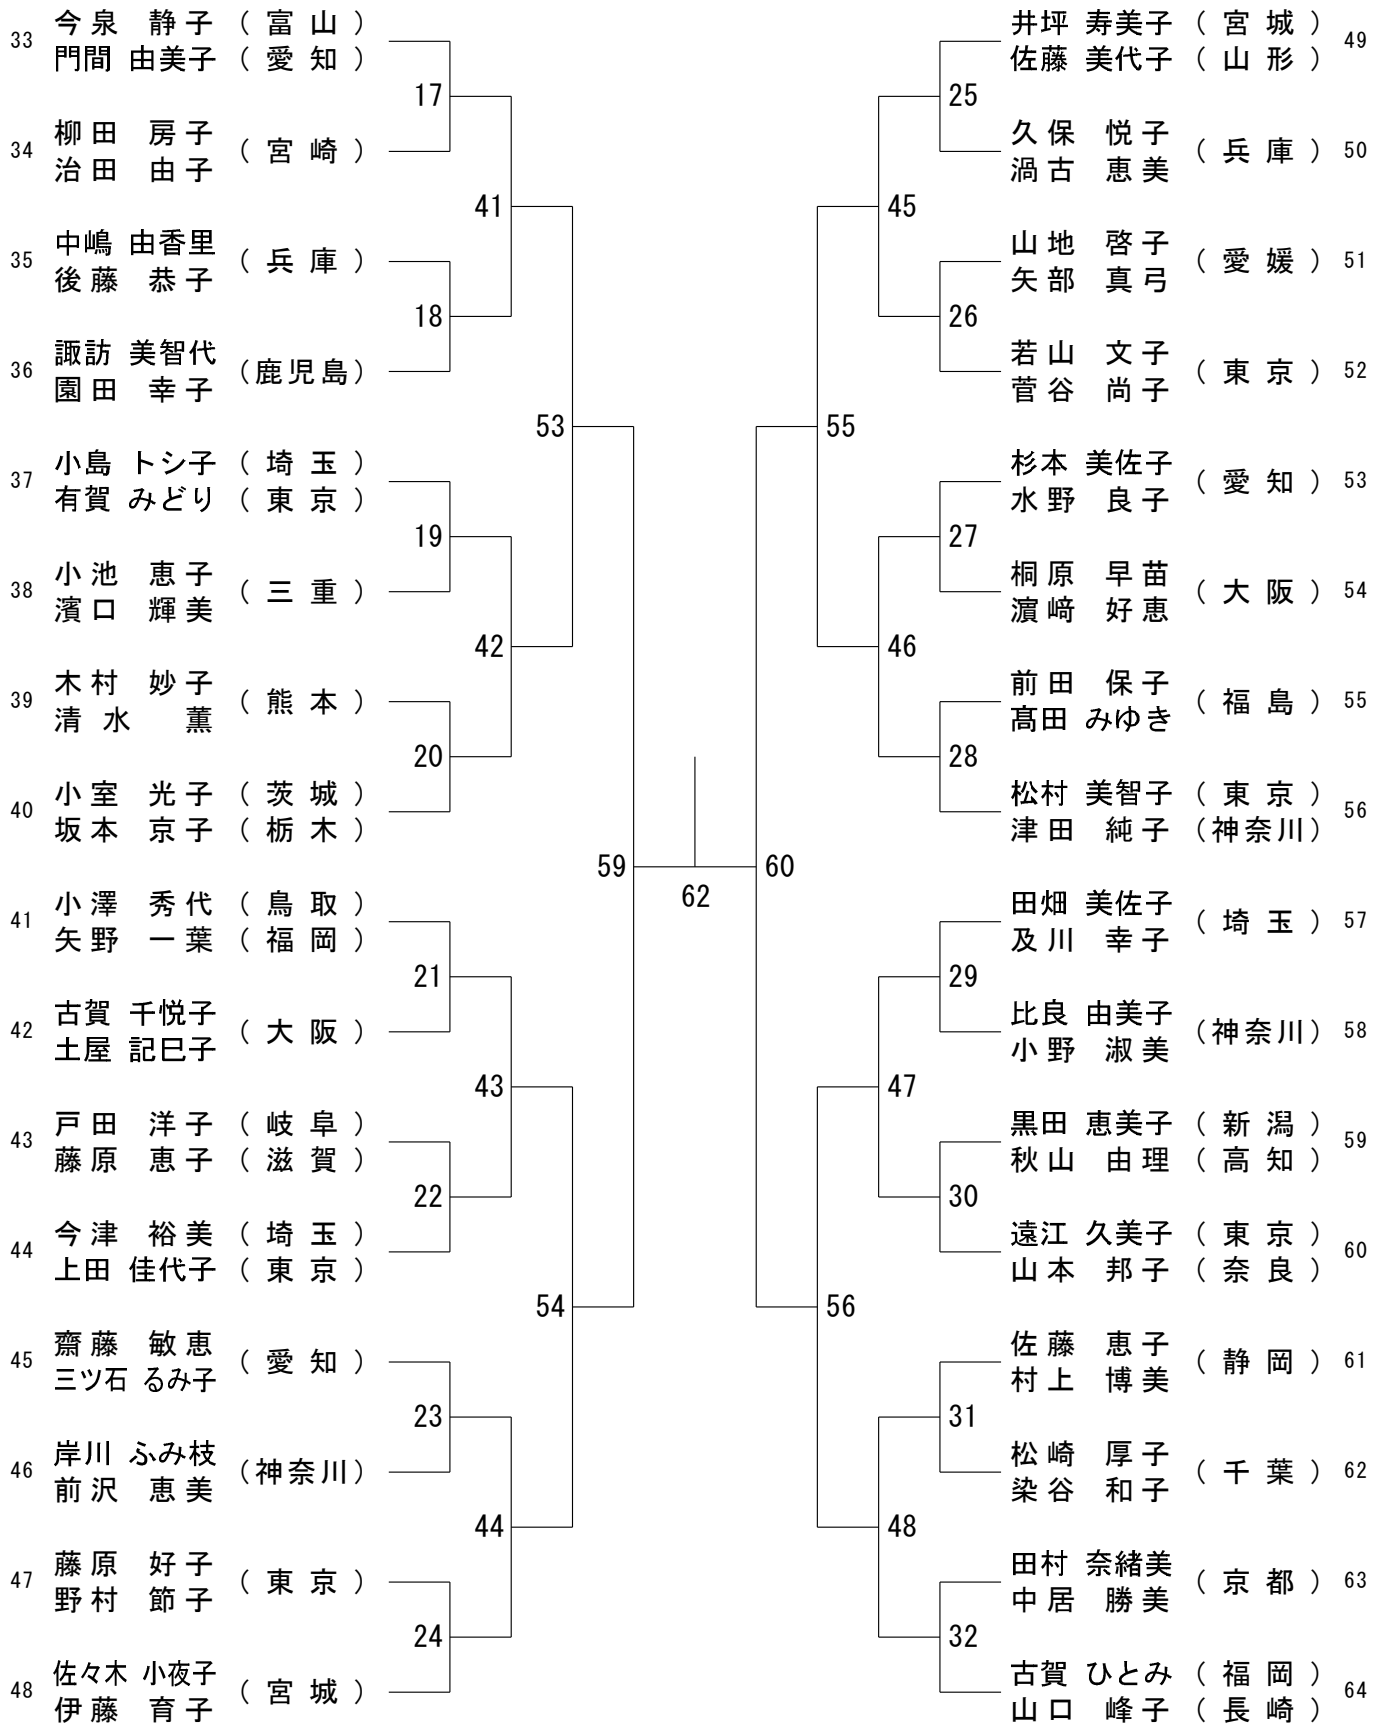 33 今泉 静子 (富山)
門間 由美子 (愛知)
17
34 柳田 房子 (宮崎)
治田 由子
41
35 中嶋 由香里 (兵庫)
後藤 恭子
18
36 諏訪 美智代 (鹿児島)
園田 幸子
53
37 小島 トシ子 (埼玉)
有賀 みどり (東京)
19
38 小池 恵子 (三重)
濱口 輝美
42
39 木村 妙子 (熊本)
清水 薫
20
40 小室 光子 (茨城)
坂本 京子 (栃木)
59
41 小澤 秀代 (鳥取)
矢野 一葉 (福岡)
21
42 古賀 千悦子 (大阪)
土屋 記巳子
43
43 戸田 洋子 (岐阜)
藤原 恵子 (滋賀)
22
44 今津 裕美 (埼玉)
上田 佳代子 (東京)
54
45 齋藤 敏恵 (愛知)
三ツ石 るみ子
23
46 岸川 ふみ枝 (神奈川)
前沢 恵美
44
47 藤原 好子 (東京)
野村 節子
24
48 佐々木 小夜子 (宮城)
伊藤 育子
62
井坪 寿美子 (宮城) 49
佐藤 美代子 (山形)
25
久保 悦子 (兵庫) 50
渦古 恵美
45
山地 啓子 (愛媛) 51
矢部 真弓
26
若山 文子 (東京) 52
菅谷 尚子
55
杉本 美佐子 (愛知) 53
水野 良子
27
桐原 早苗 (大阪) 54
濵﨑 好恵
46
前田 保子 (福島) 55
髙田 みゆき
28
松村 美智子 (東京) 56
津田 純子 (神奈川)
60
田畑 美佐子 (埼玉) 57
及川 幸子
29
比良 由美子 (神奈川) 58
小野 淑美
47
黒田 恵美子 (新潟) 59
秋山 由理 (高知)
30
遠江 久美子 (東京) 60
山本 邦子 (奈良)
56
佐藤 恵子 (静岡) 61
村上 博美
31
松崎 厚子 (千葉) 62
染谷 和子
48
田村 奈緒美 (京都) 63
中居 勝美
32
古賀 ひとみ (福岡) 64
山口 峰子 (長崎)